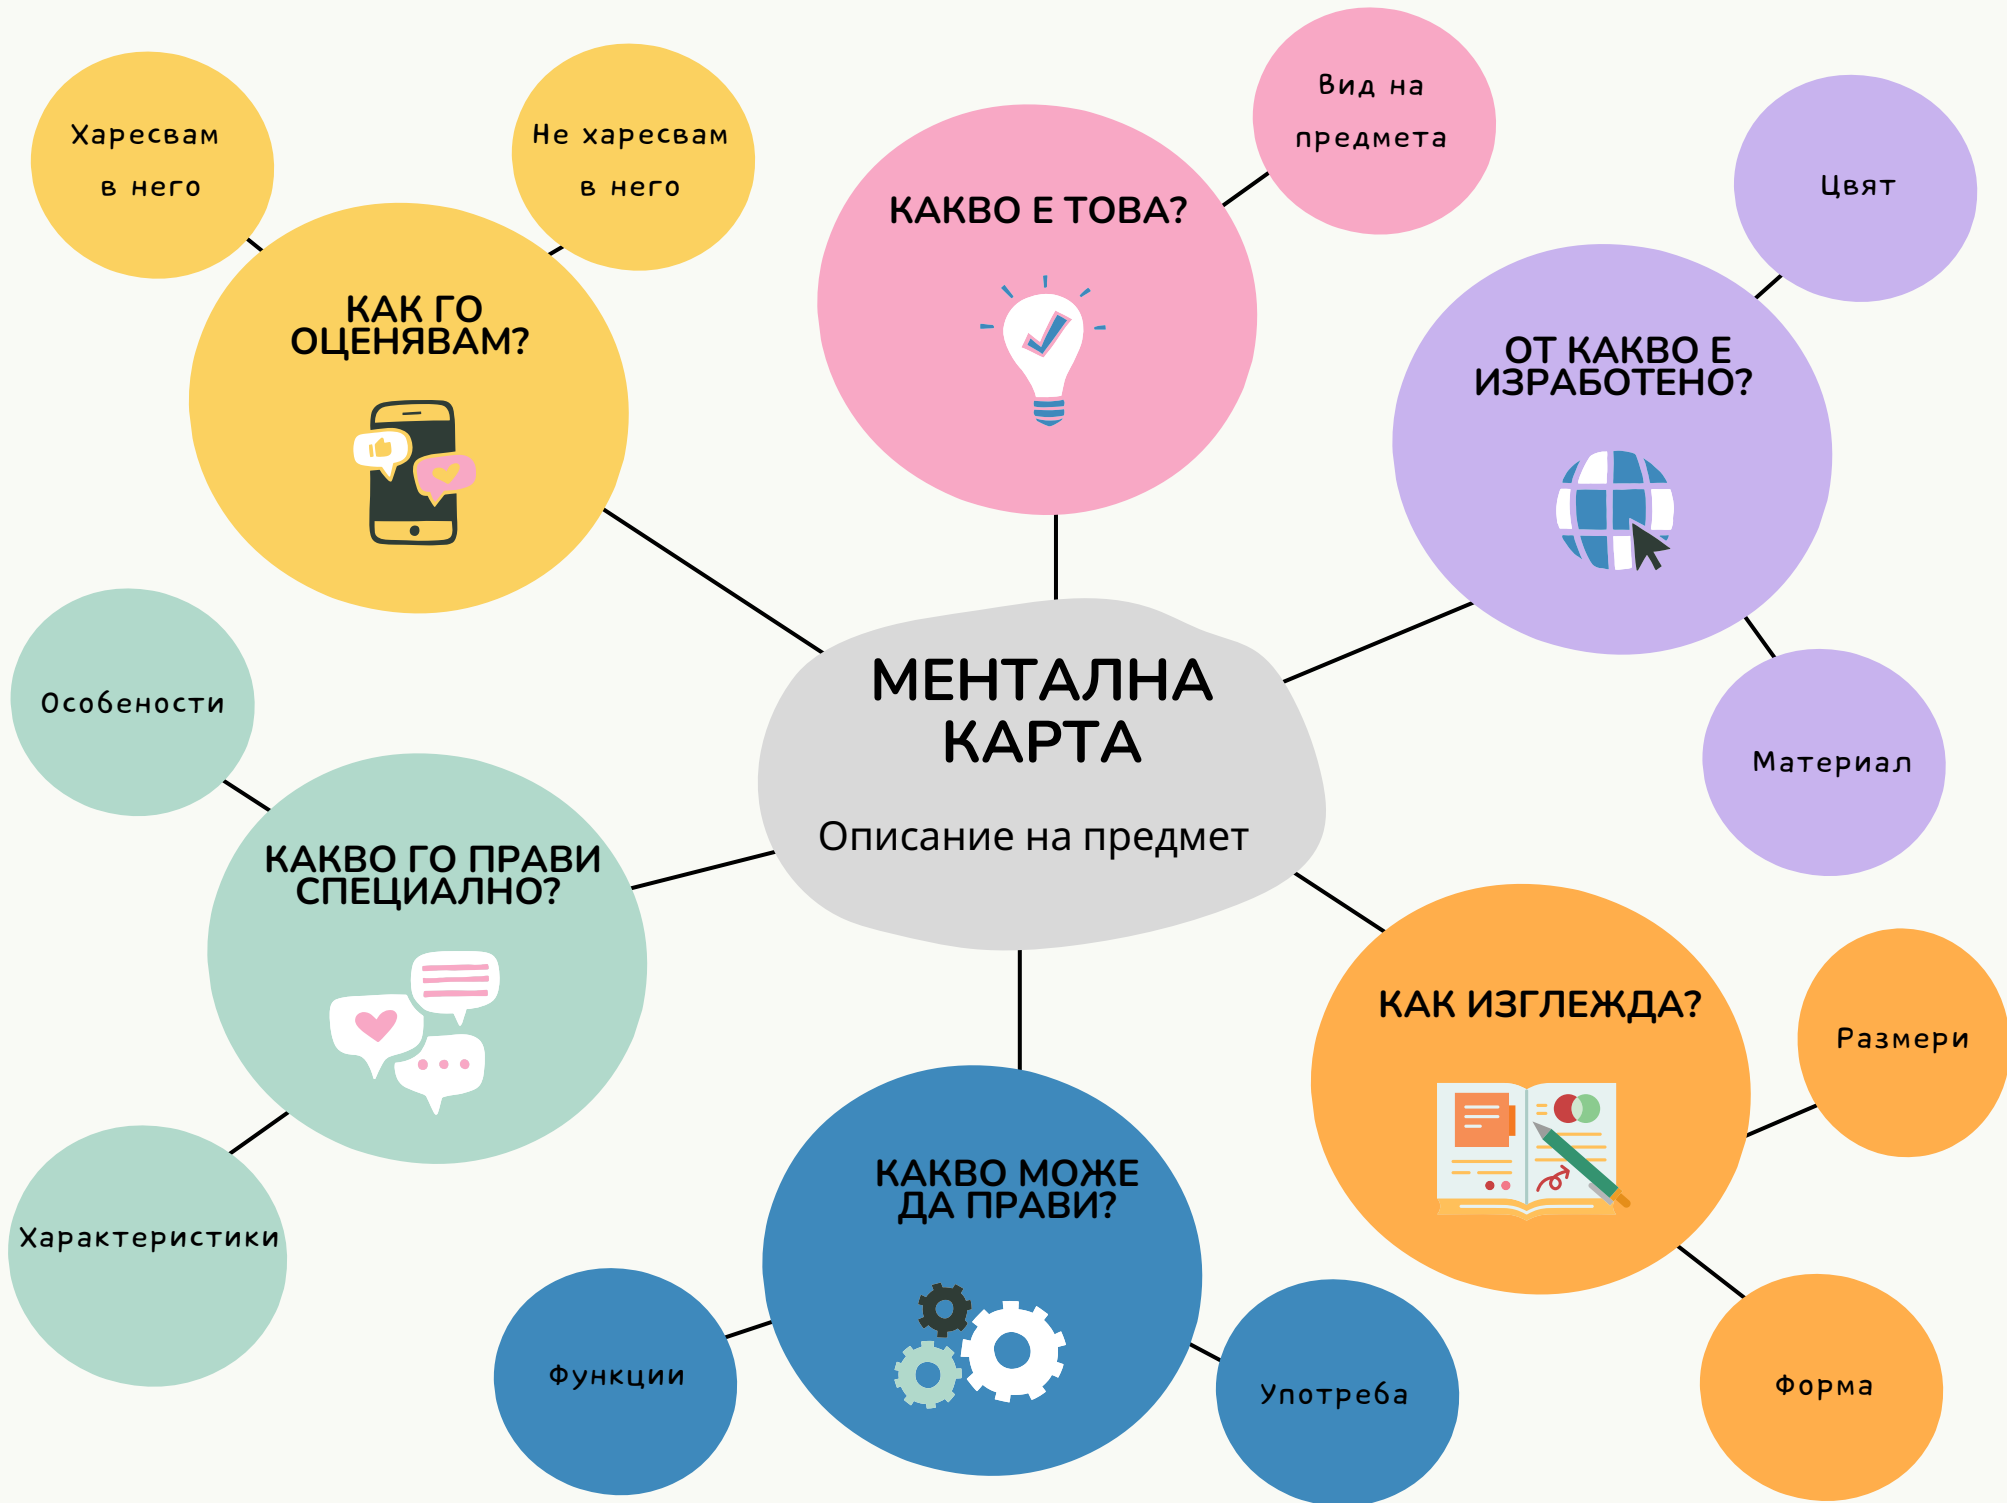 МЕНТАЛНА
КАРТА
Описание на предмет
КАКВО Е ТОВА?
Вид на
предмета
ОТ КАКВО Е
ИЗРАБОТЕНО?
Цвят
Материал
КАК ИЗГЛЕЖДА?
Размери
Форма
КАКВО МОЖЕ
ДА ПРАВИ?
Употреба
Функции
КАКВО ГО ПРАВИ
СПЕЦИАЛНО?
Характеристики
Особености
КАК ГО
ОЦЕНЯВАМ?
Харесвам
в него
Не харесвам
в него